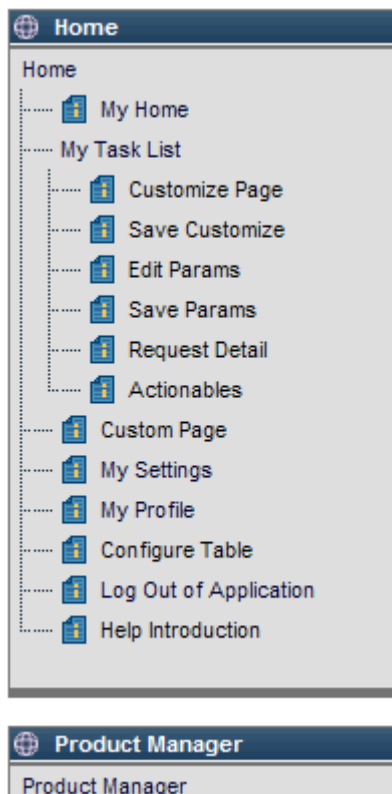 Home
Home
My Home
My Task List
Customize Page
Save Customize
Edit Params
Save Params
Request Detail
Actionables
Custom Page
My Settings
My Profile
Configure Table
Log Out of Application
Help Introduction
Product Manager
Product Manager